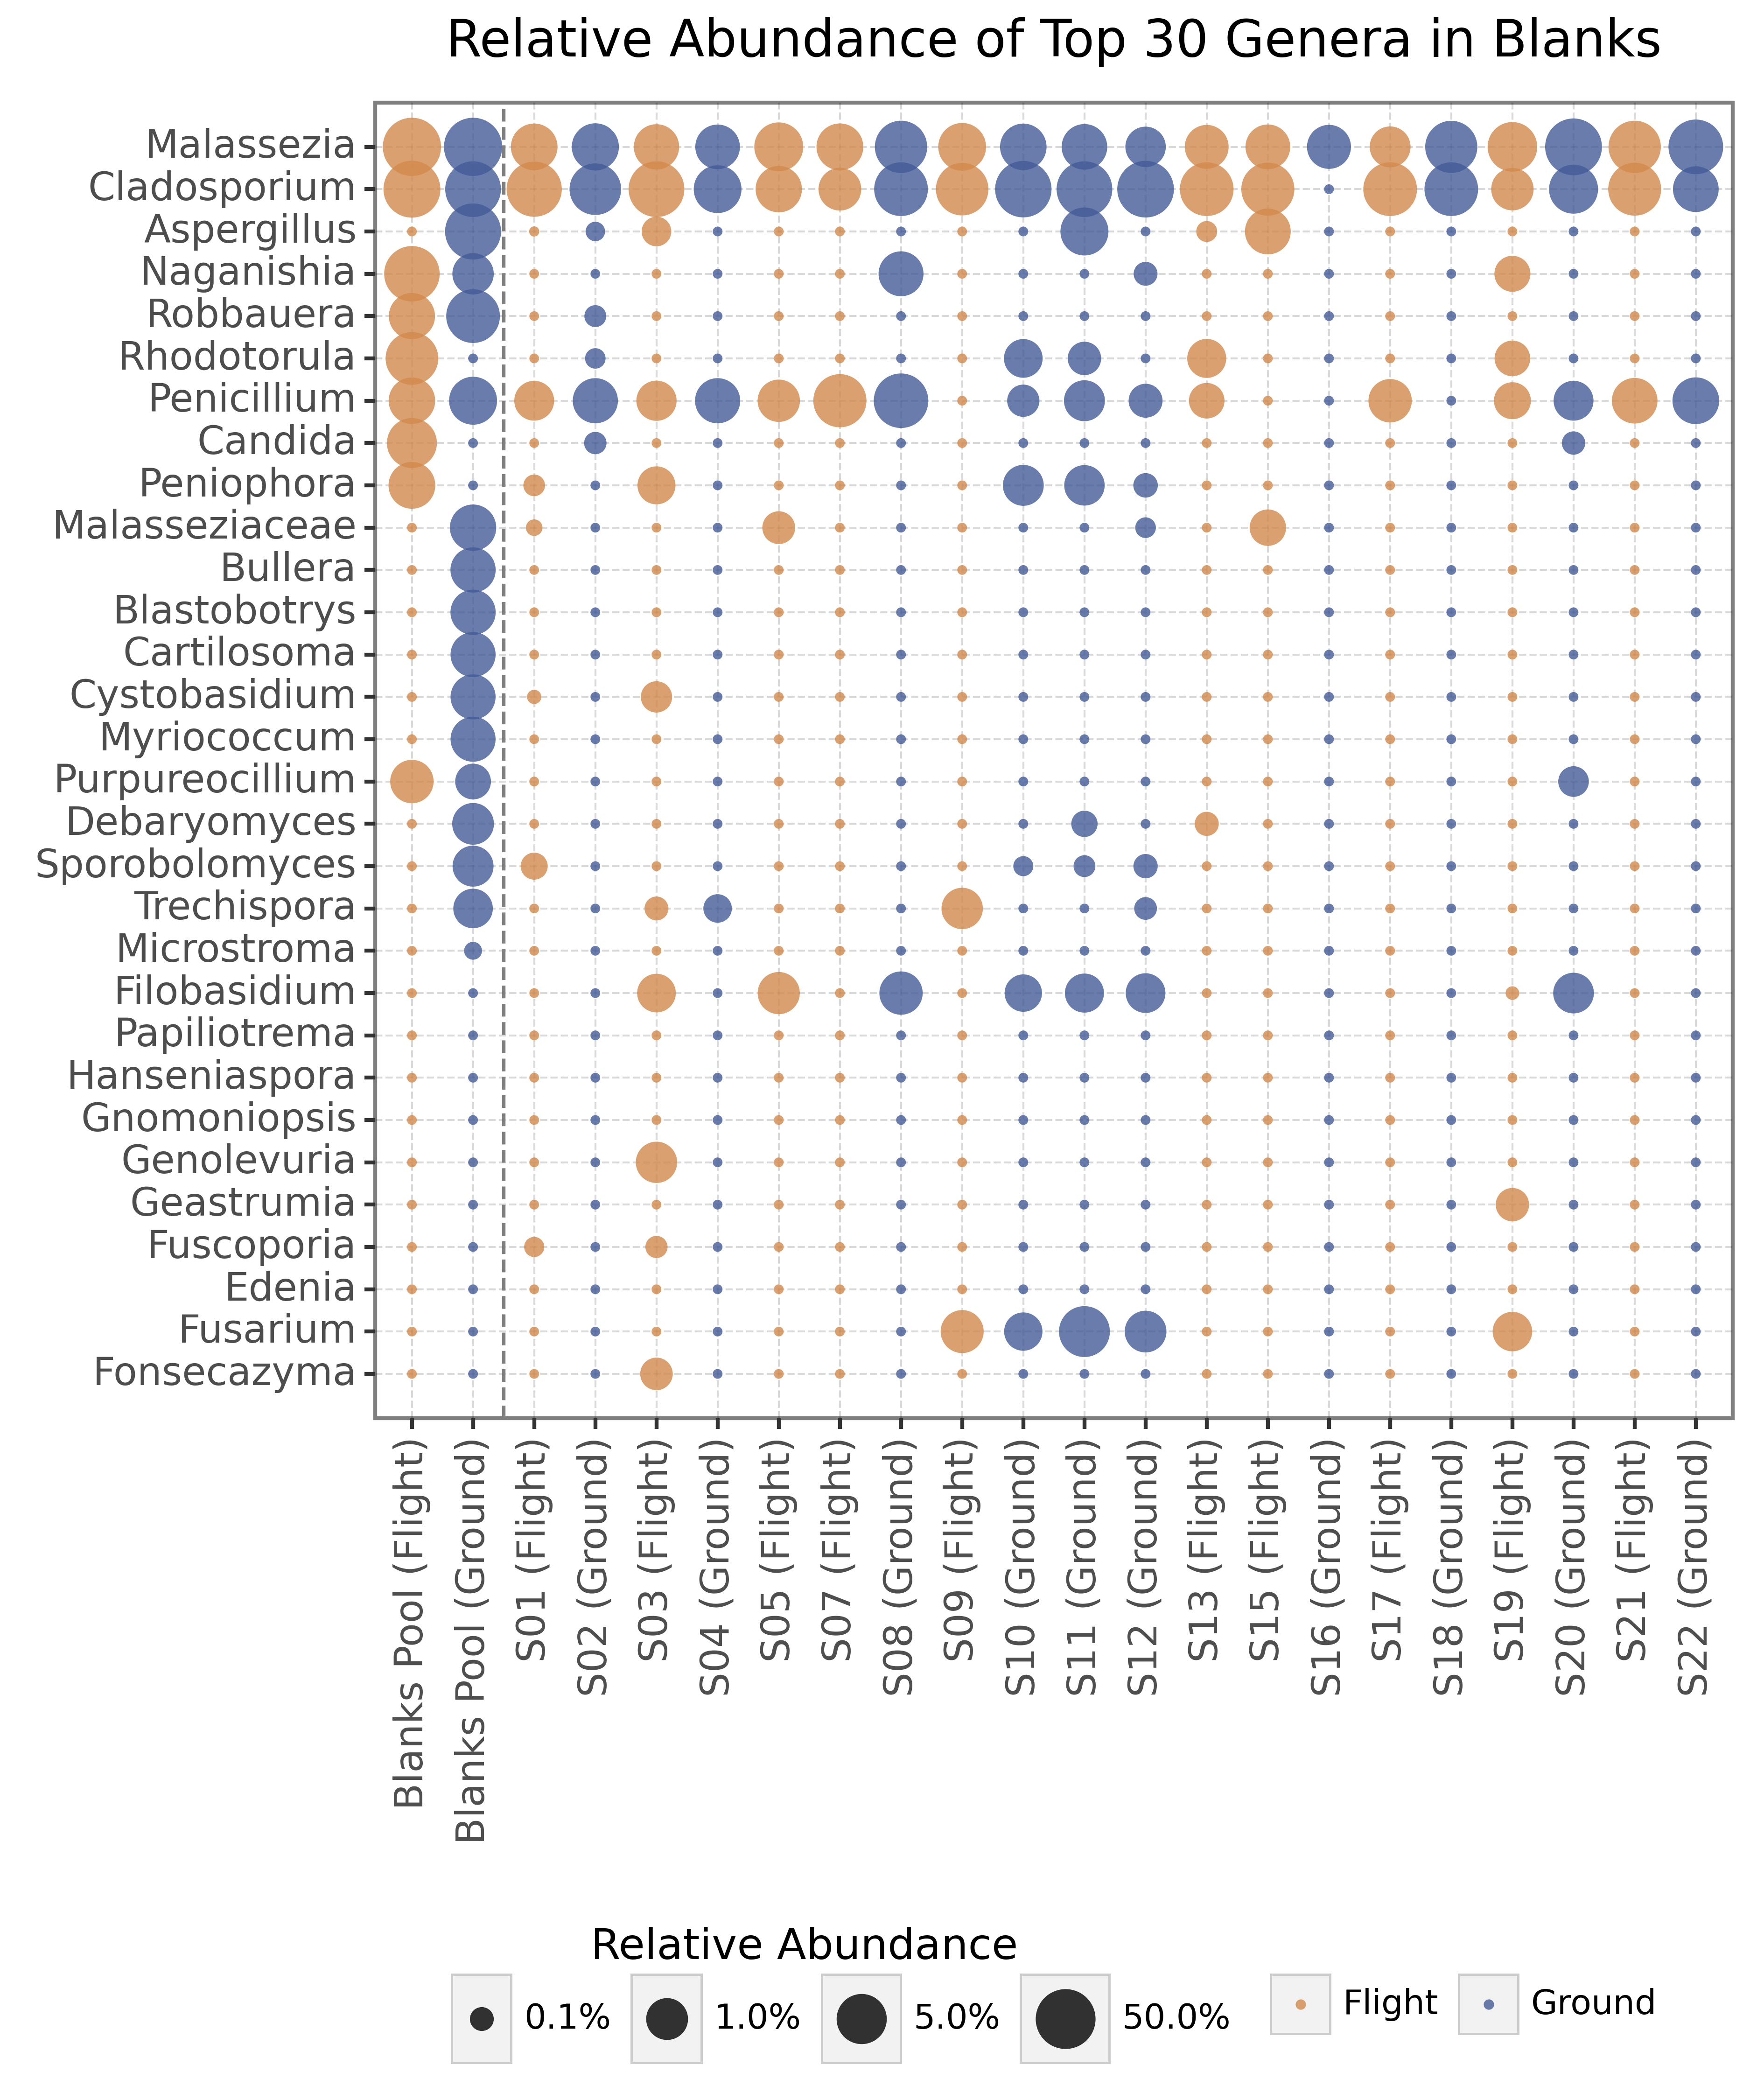 Relative Abundance of Top 30 Genera in Blanks
Malassezia
Cladosporium
Aspergillus
Naganishia
Robbauera
Rhodotorula
Penicillium
Candida
Peniophora
Malasseziaceae
Bullera
Blastobotrys
Cartilosoma
Cystobasidium
Myriococcum
Purpureocillium
Debaryomyces
Sporobolomyces
Trechispora
Microstroma
Filobasidium
Papiliotrema
Hanseniaspora
Gnomoniopsis
Genolevuria
Geastrumia
Fuscoporia
Edenia
Fusarium
Fonsecazyma
Blanks Pool (Flight)
Blanks Pool (Ground)
S01 (Flight)
S02 (Ground)
S03 (Flight)
S04 (Ground)
S05 (Flight)
S07 (Flight)
S08 (Ground)
S09 (Flight)
S10 (Ground)
S11 (Ground)
S12 (Ground)
S13 (Flight)
S15 (Flight)
S16 (Ground)
S17 (Flight)
S18 (Ground)
S19 (Flight)
S20 (Ground)
S21 (Flight)
S22 (Ground)
Relative Abundance
0.1% 1.0% 5.0% 50.0% Flight Ground